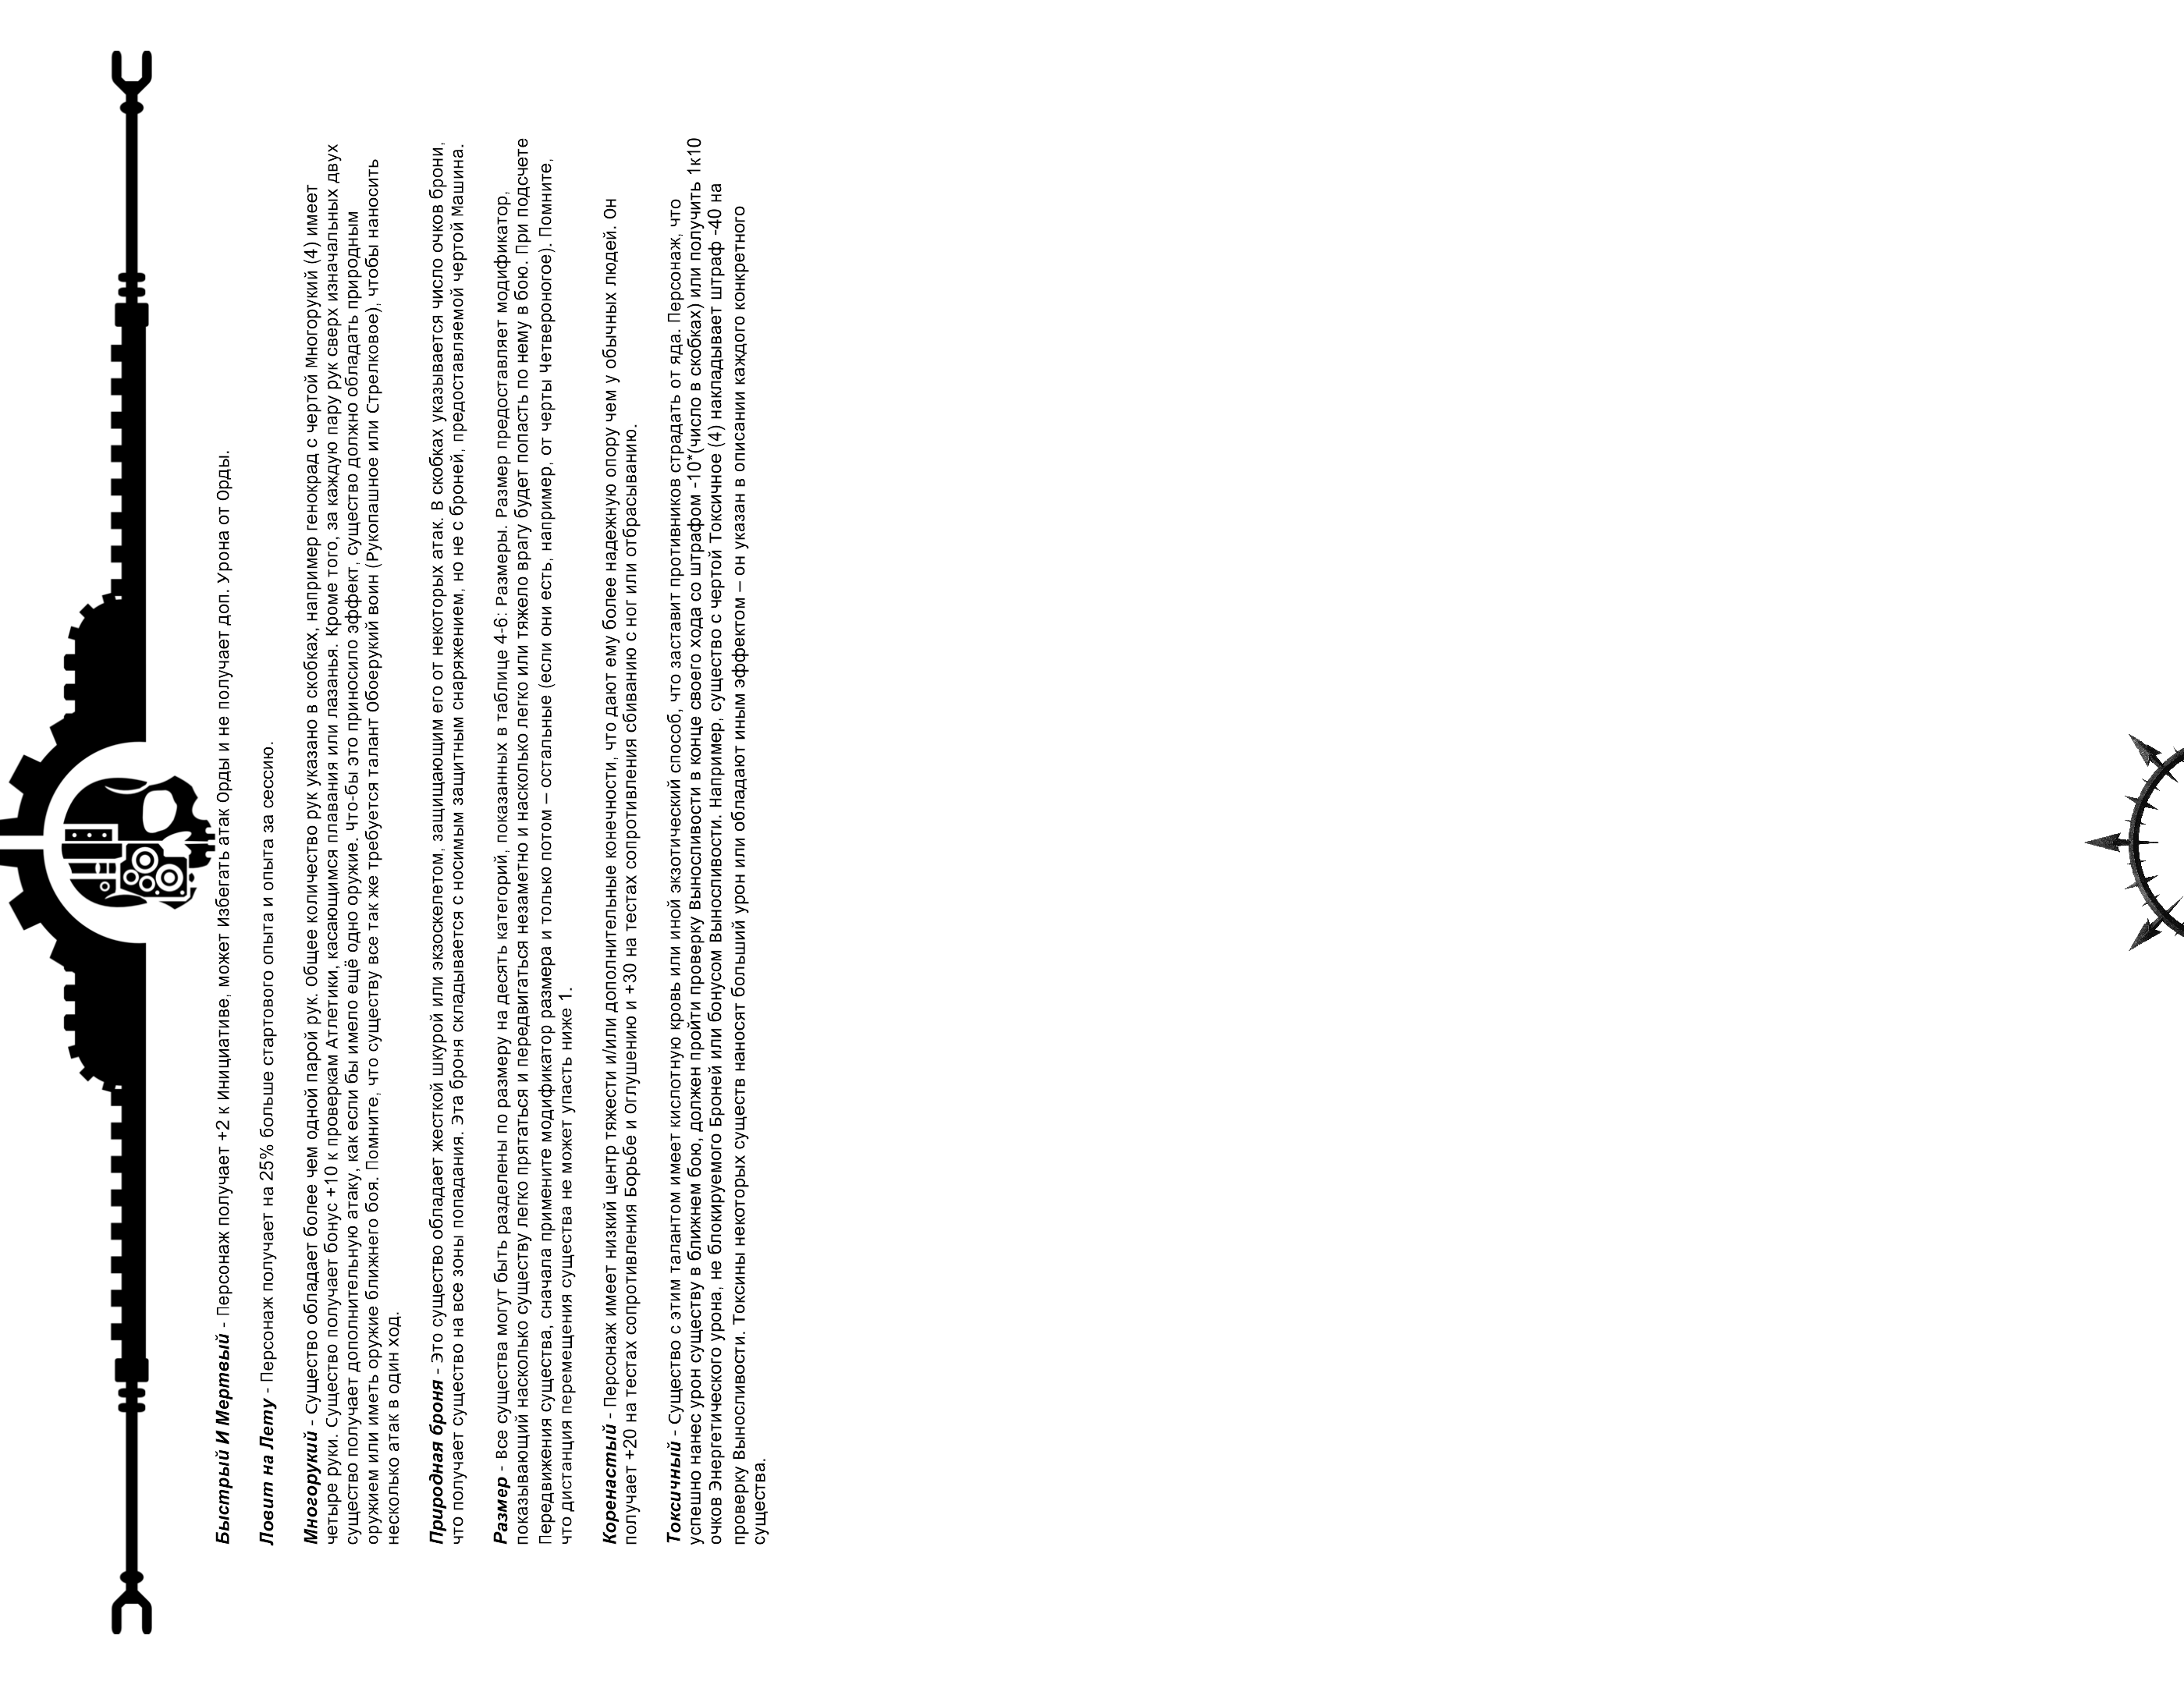 Быстрый И Мертвый - Персонаж получает +2 к Инициативе, может Избегать атак Орды и не получает доп. Урона от Орды.
Ловит на Лету - Персонаж получает на 25% больше стартового опыта и опыта за сессию.
Многорукий - Существо обладает более чем одной парой рук. Общее количество рук указано в скобках, например генокрад с чертой Многорукий (4) имеет
четыре руки. Существо получает бонус +10 к проверкам Атлетики, касающимся плавания или лазанья. Кроме того, за каждую пару рук сверх изначальных двух
существо получает дополнительную атаку, как если бы имело ещё одно оружие. Что-бы это приносило эффект, существо должно обладать природным
оружием или иметь оружие ближнего боя. Помните, что существу все так же требуется талант Обоерукий воин (Рукопашное или Стрелковое), чтобы наносить
несколько атак в один ход.
Природная броня - Это существо обладает жесткой шкурой или экзоскелетом, защищающим его от некоторых атак. В скобках указывается число очков брони,
что получает существо на все зоны попадания. Эта броня складывается с носимым защитным снаряжением, но не с броней, предоставляемой чертой Машина.
Размер - Все существа могут быть разделены по размеру на десять категорий, показанных в таблице 4-6: Размеры. Размер предоставляет модификатор,
показывающий насколько существу легко прятаться и передвигаться незаметно и насколько легко или тяжело врагу будет попасть по нему в бою. При подсчете
Передвижения существа, сначала примените модификатор размера и только потом – остальные (если они есть, например, от черты Четвероногое). Помните,
что дистанция перемещения существа не может упасть ниже 1.
Коренастый - Персонаж имеет низкий центр тяжести и/или дополнительные конечности, что дают ему более надежную опору чем у обычных людей. Он
получает +20 на тестах сопротивления Борьбе и Оглушению и +30 на тестах сопротивления сбиванию с ног или отбрасыванию.
Токсичный - Существо с этим талантом имеет кислотную кровь или иной экзотический способ, что заставит противников страдать от яда. Персонаж, что
успешно нанес урон существу в ближнем бою, должен пройти проверку Выносливости в конце своего хода со штрафом -10*(число в скобках) или получить 1к10
очков Энергетического урона, не блокируемого Броней или бонусом Выносливости. Например, существо с чертой Токсичное (4) накладывает штраф -40 на
проверку Выносливости. Токсины некоторых существ наносят больший урон или обладают иным эффектом – он указан в описании каждого конкретного
существа.